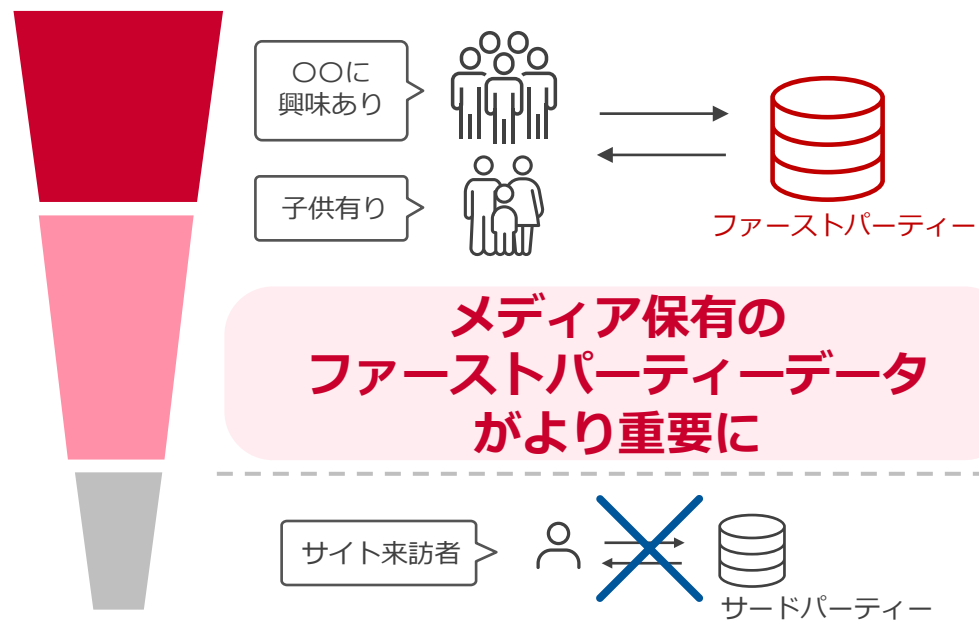 〇〇に
興味あり
子供有り
ファーストパーティー
メディア保有の
ファーストパーティーデータ
がより重要に
サイト来訪者
サードパーティー